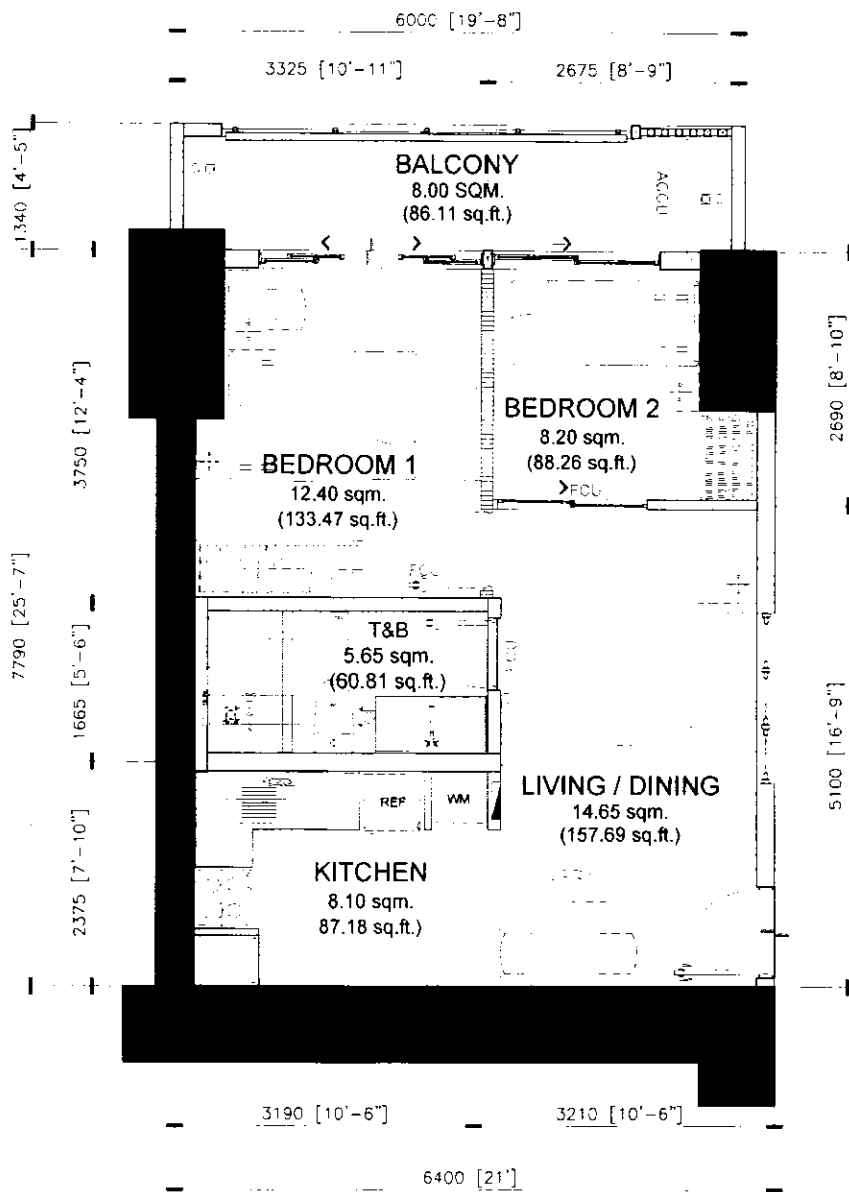 6000 [19'-8"]
3325 [10'-11"]
2675 [8'-9"]
1340 [4'-5"]
BALCONY
8.00 SQM.
(86.11 sq.ft.)
ACCU
3750 [12'-4"]
2690 [8'-10"]
BEDROOM 2
8.20 sqm.
(88.26 sq.ft.)
FCU
BEDROOM 1
12.40 sqm.
(133.47 sq.ft.)
FCU
7790 [25'-7"]
1665 [5'-6"]
T&B
5.65 sqm.
(60.81 sq.ft.)
FCU
5100 [16'-9"]
REF
WM
LIVING / DINING
14.65 sqm.
(157.69 sq.ft.)
2375 [7'-10"]
KITCHEN
8.10 sqm.
87.18 sq.ft.)
3190 [10'-6"]
3210 [10'-6"]
6400 [21']